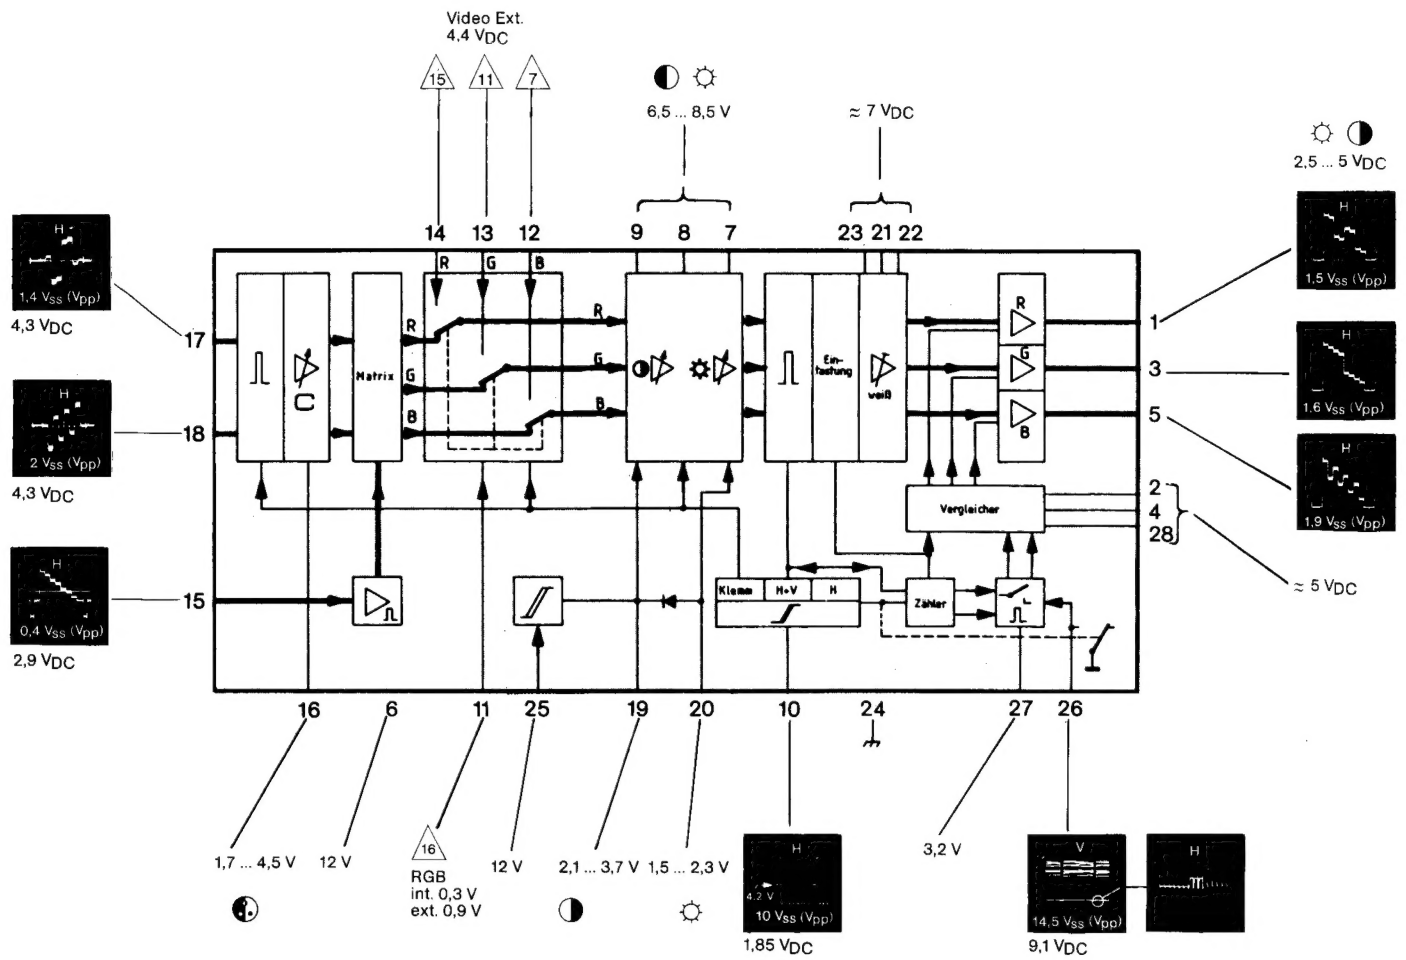 Video Ext.
4,4 VDC
15 11 7
6,5 ... 8,5 V
≈ 7 VDC
2,5 ... 5 VDC
H
1,4 Vss (Vpp)
4,3 VDC
H
1,5 Vss (Vpp)
14 13 12 9 8 7 23 21 22
R G B
17
R
G
B
Matrix
R
G
B
Ein-
tastung
weiß
R
G
B
1
3
5
H
1,6 Vss (Vpp)
H
2 Vss (Vpp)
4,3 VDC
18
C
H
1,9 Vss (Vpp)
Vergleicher
2
4
28
≈ 5 VDC
H
0,4 Vss (Vpp)
2,9 VDC
15
Klemm H+V H
Zähler
16 6 11 25 19 20 10 24 27 26
1,7 ... 4,5 V
12 V
16
RGB
int. 0,3 V
ext. 0,9 V
12 V
2,1 ... 3,7 V
1,5 ... 2,3 V
H
4.2 V
10 Vss (Vpp)
1,85 VDC
3,2 V
V
14,5 Vss (Vpp)
9,1 VDC
H